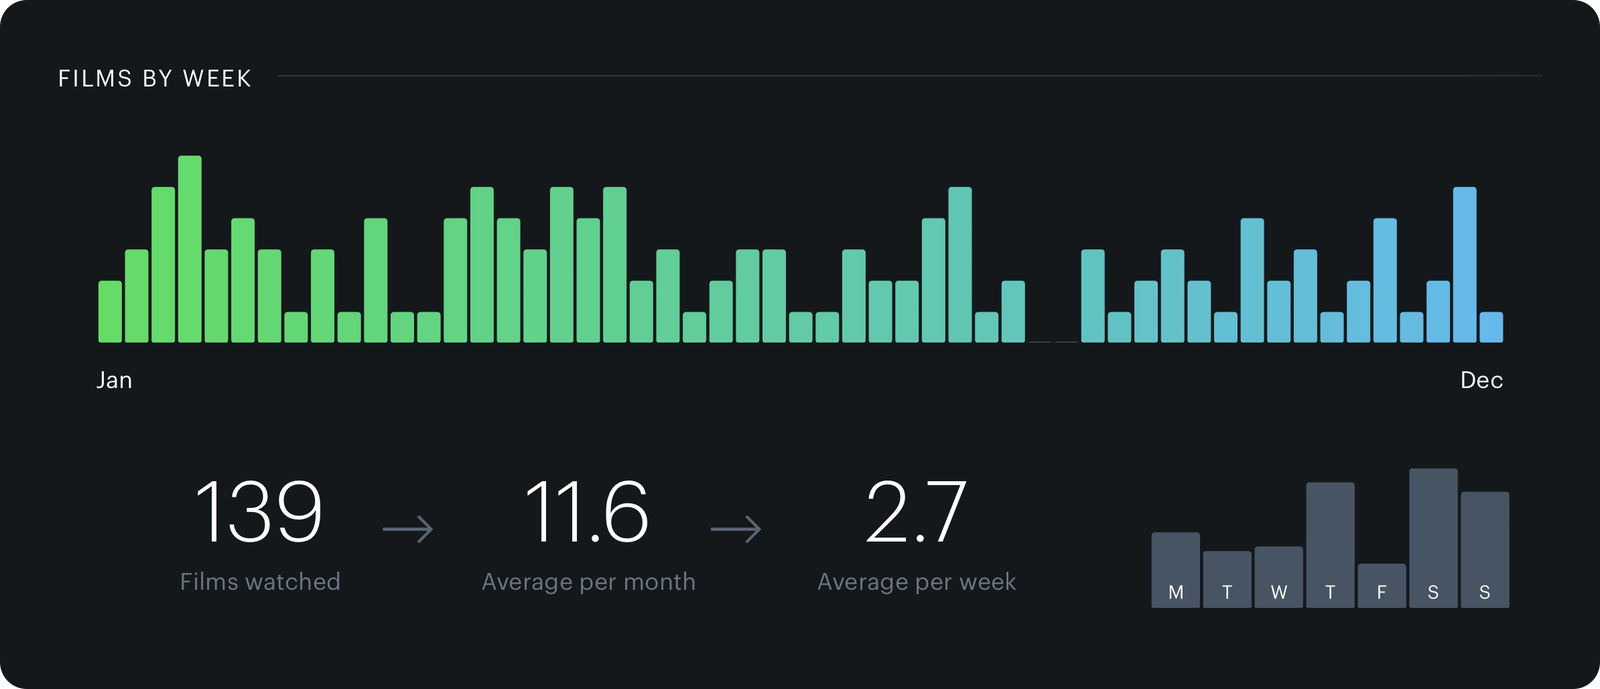 FILMS BY WEEK
Jan
Dec
139
11.6
2.7
Films watched
Average per month
Average per week
M T W T F S S